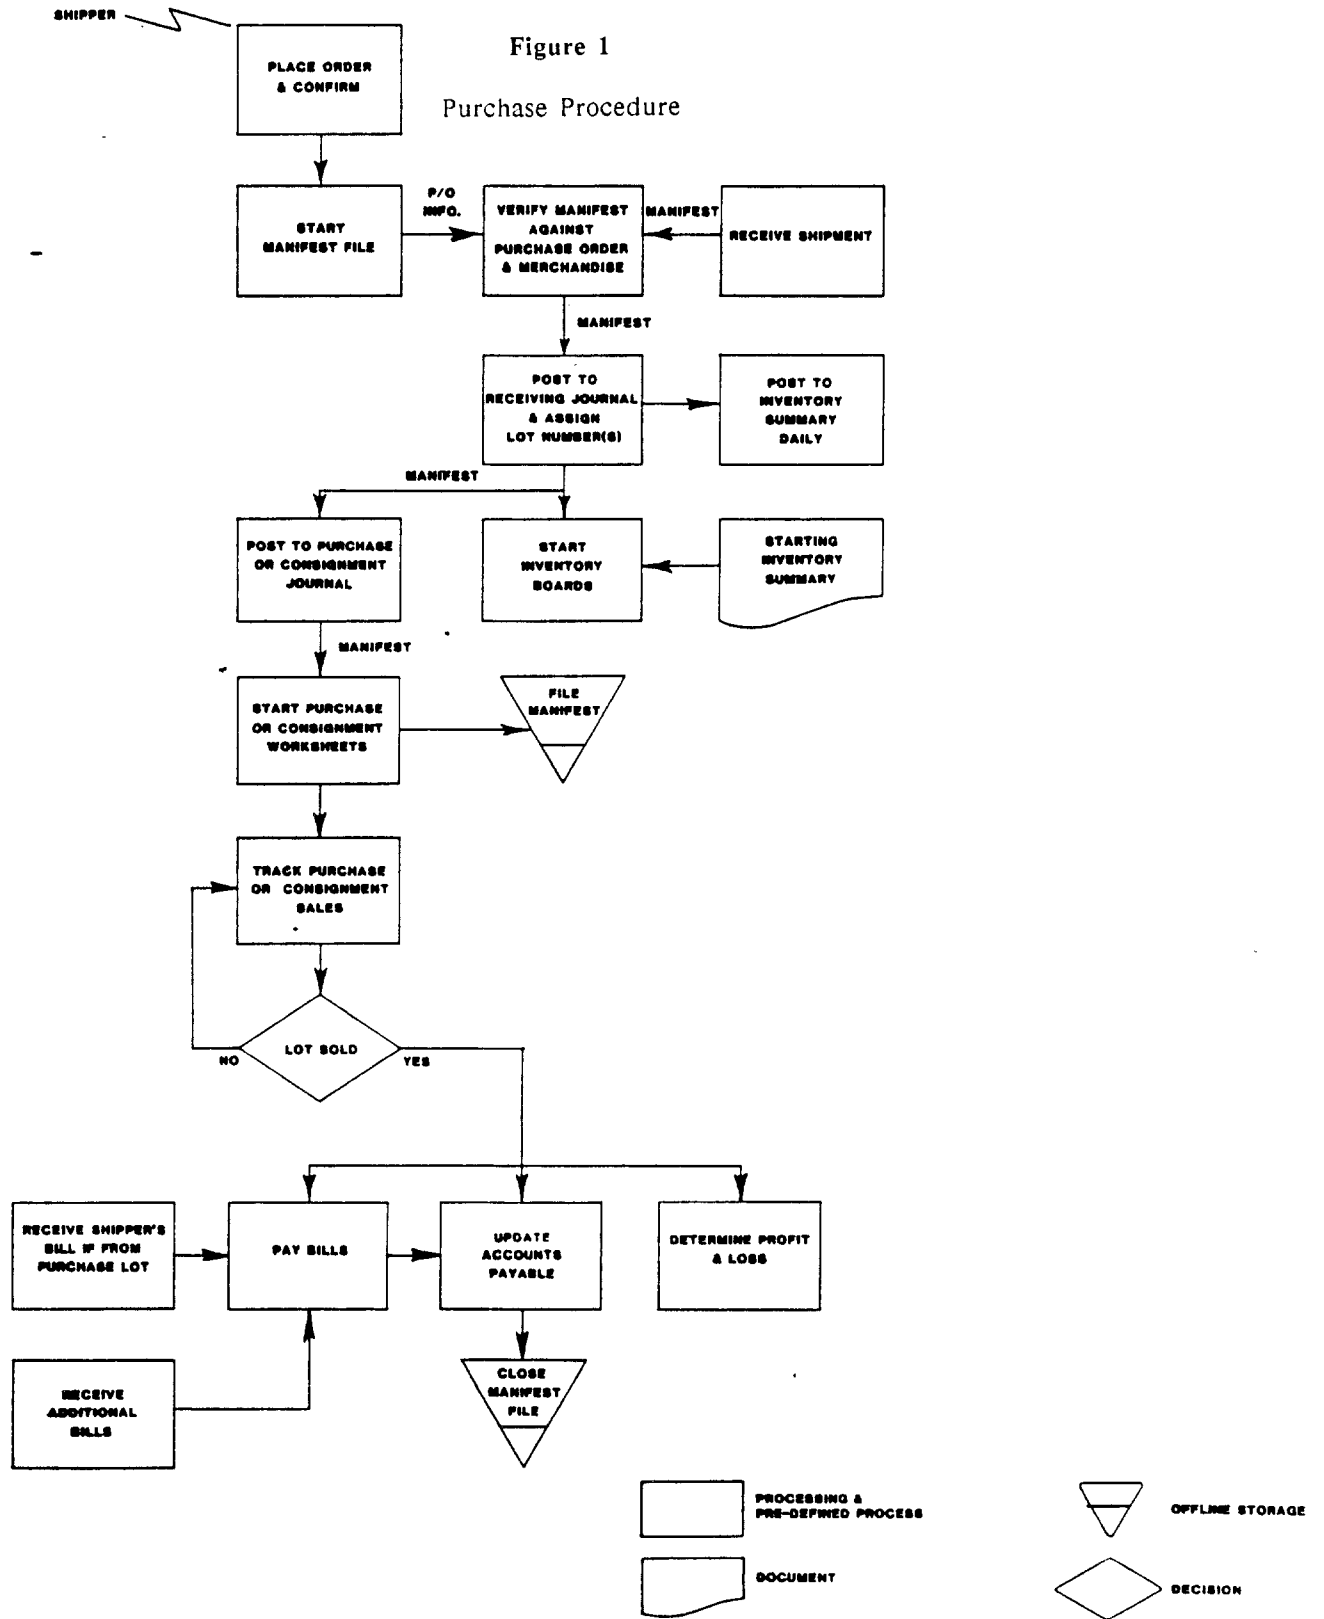 SHIPPER
Figure 1
Purchase Procedure
PLACE ORDER
& CONFIRM
START
MANIFEST FILE
P/O
INFO.
VERIFY MANIFEST
AGAINST
PURCHASE ORDER
& MERCHANDISE
MANIFEST
RECEIVE SHIPMENT
MANIFEST
POST TO
RECEIVING JOURNAL
& ASSIGN
LOT NUMBER(S)
POST TO
INVENTORY
SUMMARY
DAILY
MANIFEST
POST TO PURCHASE
OR CONSIGNMENT
JOURNAL
START
INVENTORY
BOARDS
STARTING
INVENTORY
SUMMARY
MANIFEST
START PURCHASE
OR CONSIGNMENT
WORKSHEETS
FILE
MANIFEST
TRACK PURCHASE
OR CONSIGNMENT
SALES
LOT SOLD
NO
YES
RECEIVE SHIPPER'S
BILL IF FROM
PURCHASE LOT
PAY BILLS
UPDATE
ACCOUNTS
PAYABLE
DETERMINE PROFIT
& LOSS
RECEIVE
ADDITIONAL
BILLS
CLOSE
MANIFEST
FILE
PROCESSING &
PRE-DEFINED PROCESS
OFFLINE STORAGE
DOCUMENT
DECISION